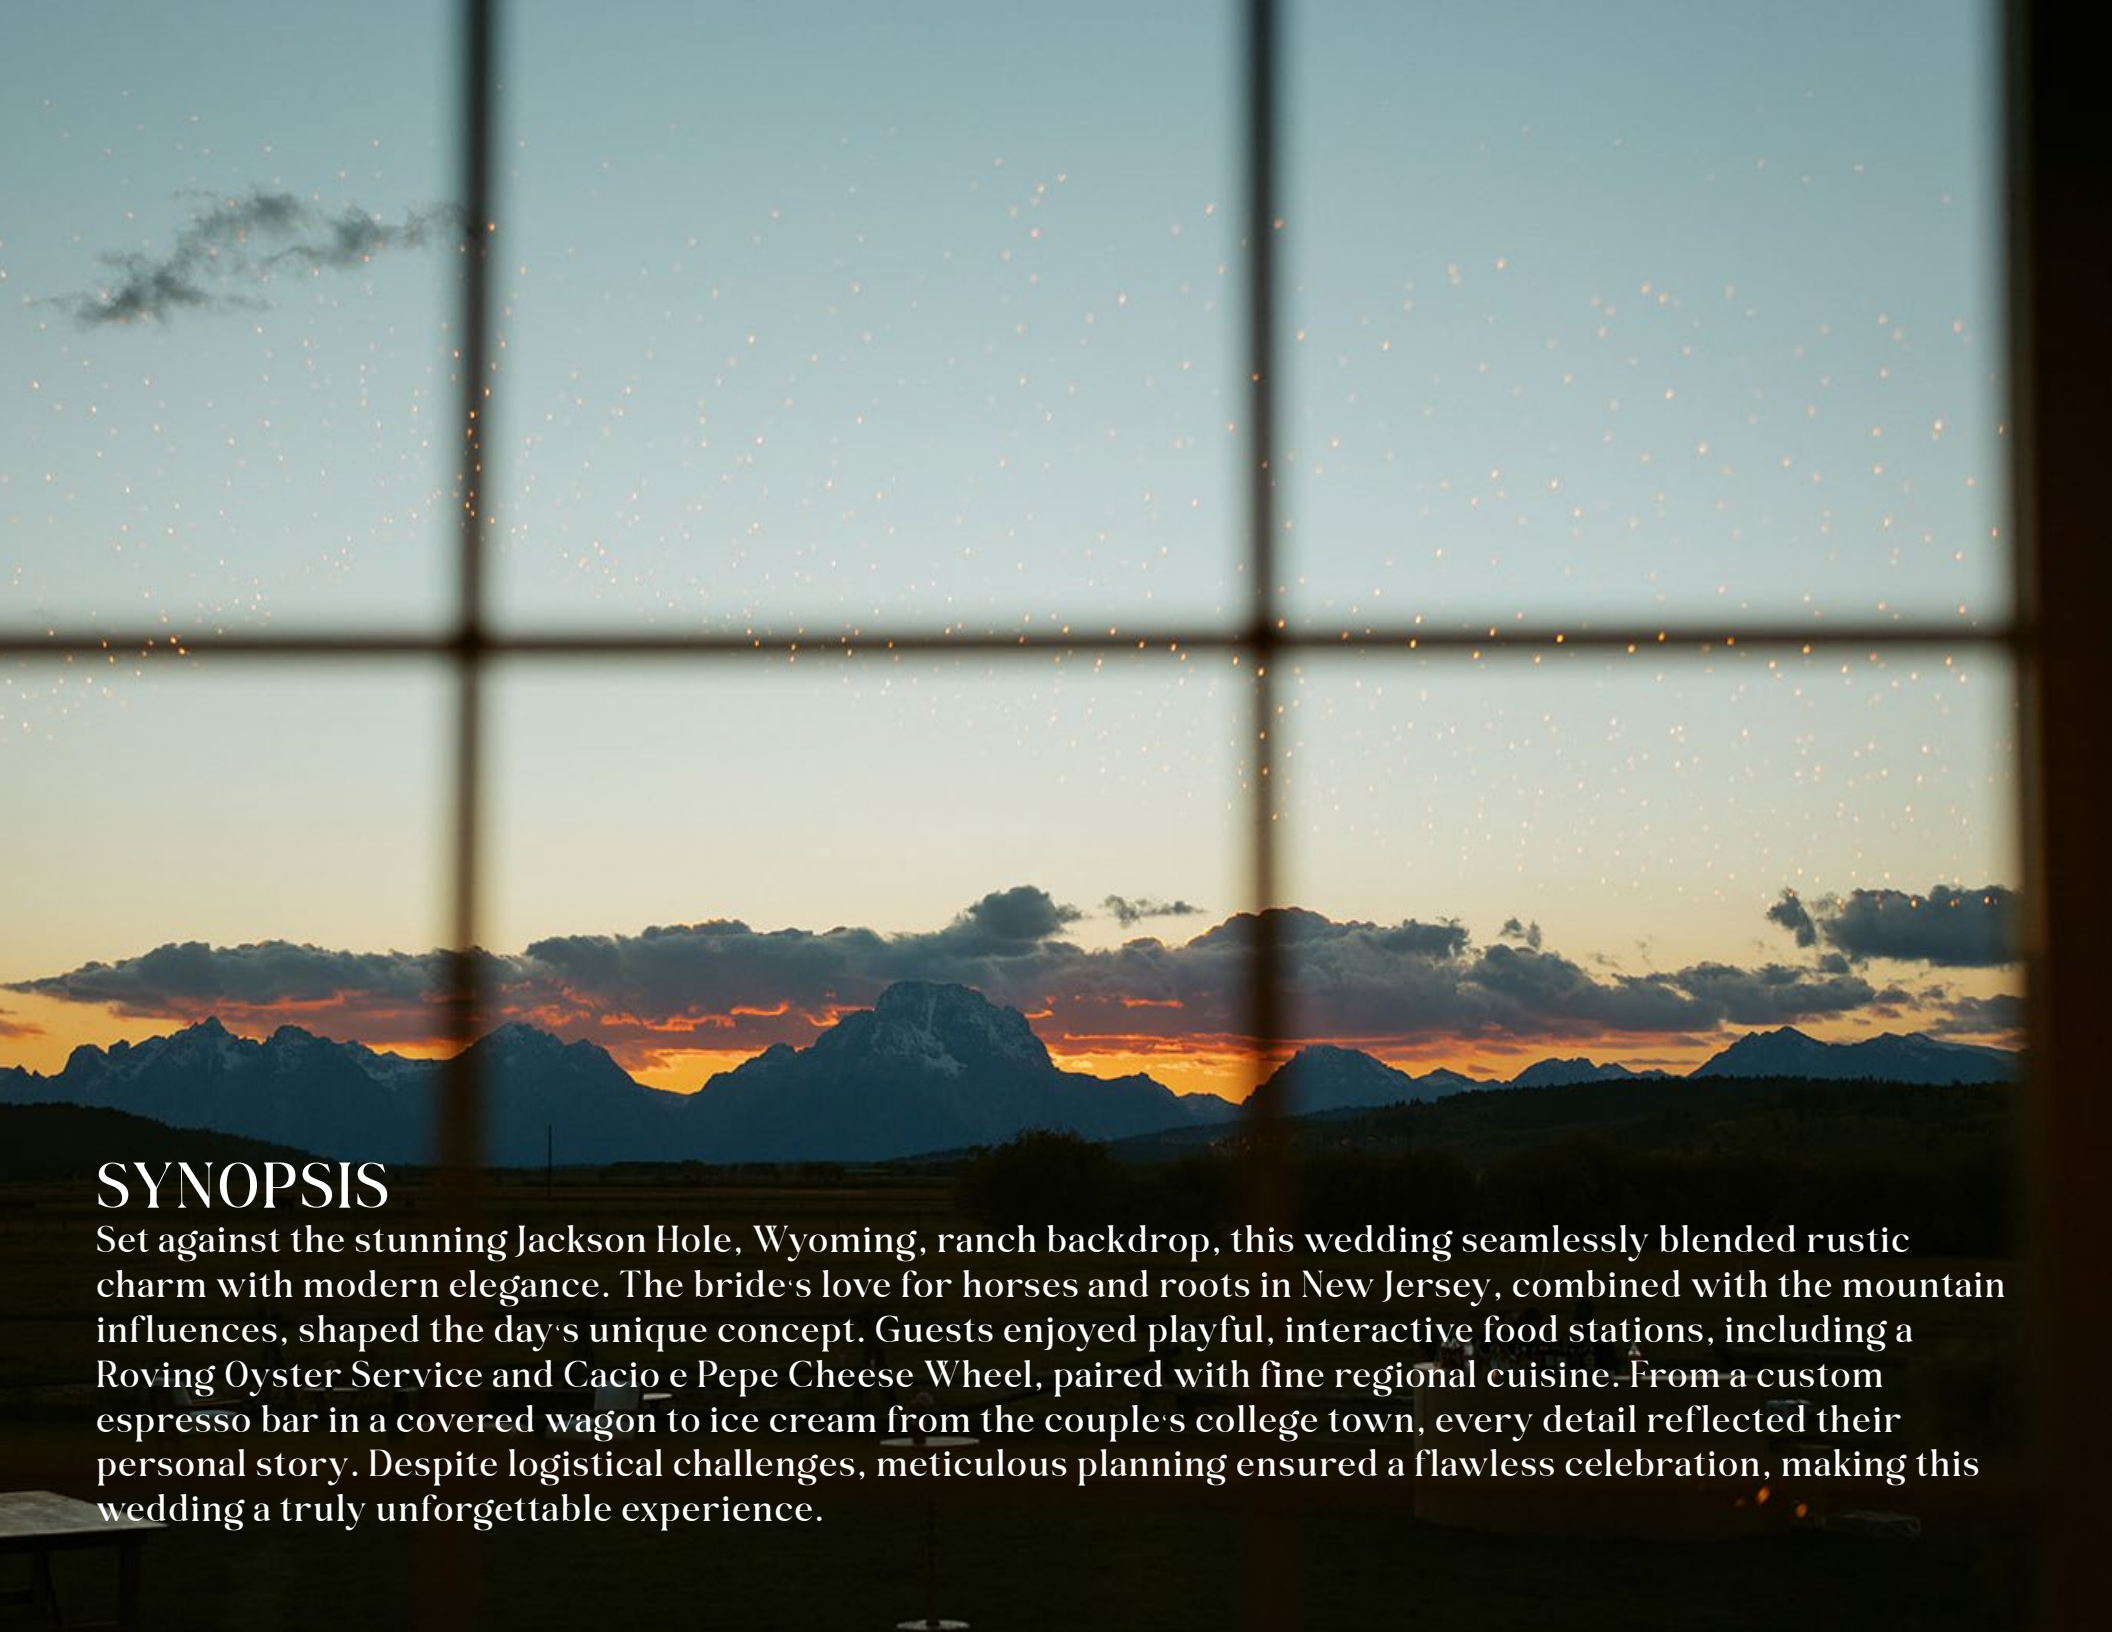 SYNOPSIS
Set against the stunning Jackson Hole, Wyoming, ranch backdrop, this wedding seamlessly blended rustic
charm with modern elegance. The bride‘s love for horses and roots in New Jersey, combined with the mountain
influences, shaped the day‘s unique concept. Guests enjoyed playful, interactive food stations, including a
Roving Oyster Service and Cacio e Pepe Cheese Wheel, paired with fine regional cuisine. From a custom
espresso bar in a covered wagon to ice cream from the couple‘s college town, every detail reflected their
personal story. Despite logistical challenges, meticulous planning ensured a flawless celebration, making this
wedding a truly unforgettable experience.